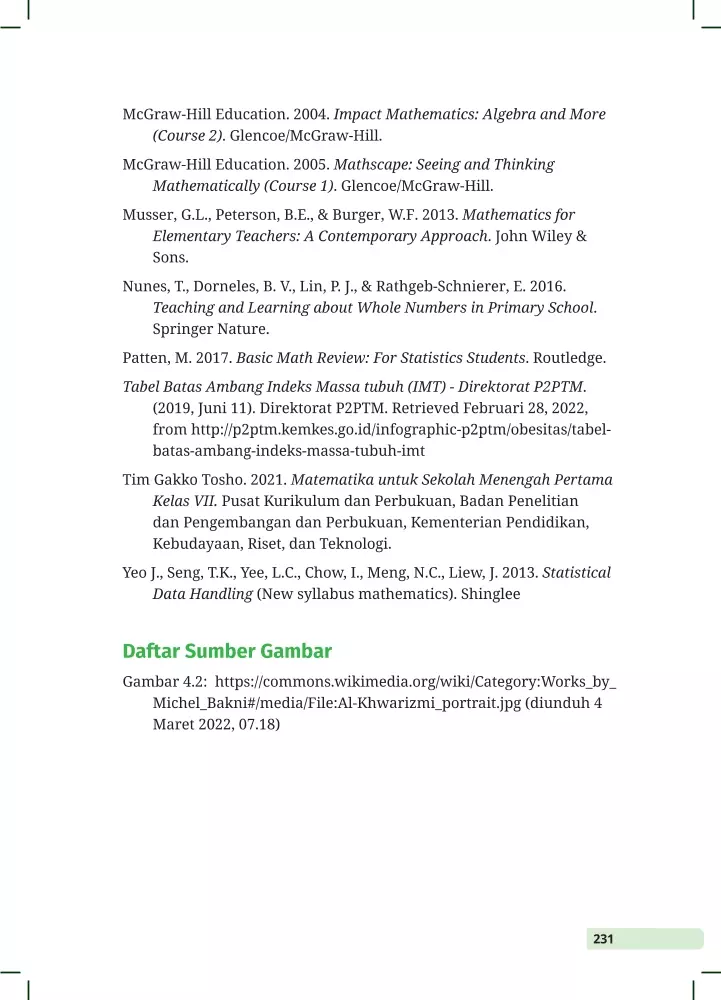 McGraw-Hill Education. 2004. Impact Mathematics: Algebra and More
(Course 2). Glencoe/McGraw-Hill.
McGraw-Hill Education. 2005. Mathscape: Seeing and Thinking
Mathematically (Course 1). Glencoe/McGraw-Hill.
Musser, G.L., Peterson, B.E., & Burger, W.F. 2013. Mathematics for
Elementary Teachers: A Contemporary Approach. John Wiley &
Sons.
Nunes, T., Dorneles, B. V., Lin, P. J., & Rathgeb-Schnierer, E. 2016.
Teaching and Learning about Whole Numbers in Primary School.
Springer Nature.
Patten, M. 2017. Basic Math Review: For Statistics Students. Routledge.
Tabel Batas Ambang Indeks Massa tubuh (IMT) - Direktorat P2PTM.
(2019, Juni 11). Direktorat P2PTM. Retrieved Februari 28, 2022,
from http://p2ptm.kemkes.go.id/infographic-p2ptm/obesitas/tabel-
batas-ambang-indeks-massa-tubuh-imt
Tim Gakko Tosho. 2021. Matematika untuk Sekolah Menengah Pertama
Kelas VII. Pusat Kurikulum dan Perbukuan, Badan Penelitian
dan Pengembangan dan Perbukuan, Kementerian Pendidikan,
Kebudayaan, Riset, dan Teknologi.
Yeo J., Seng, T.K., Yee, L.C., Chow, I., Meng, N.C., Liew, J. 2013. Statistical
Data Handling (New syllabus mathematics). Shinglee
Daftar Sumber Gambar
Gambar 4.2: https://commons.wikimedia.org/wiki/Category:Works_by_
Michel_Bakni#/media/File:Al-Khwarizmi_portrait.jpg (diunduh 4
Maret 2022, 07.18)
231